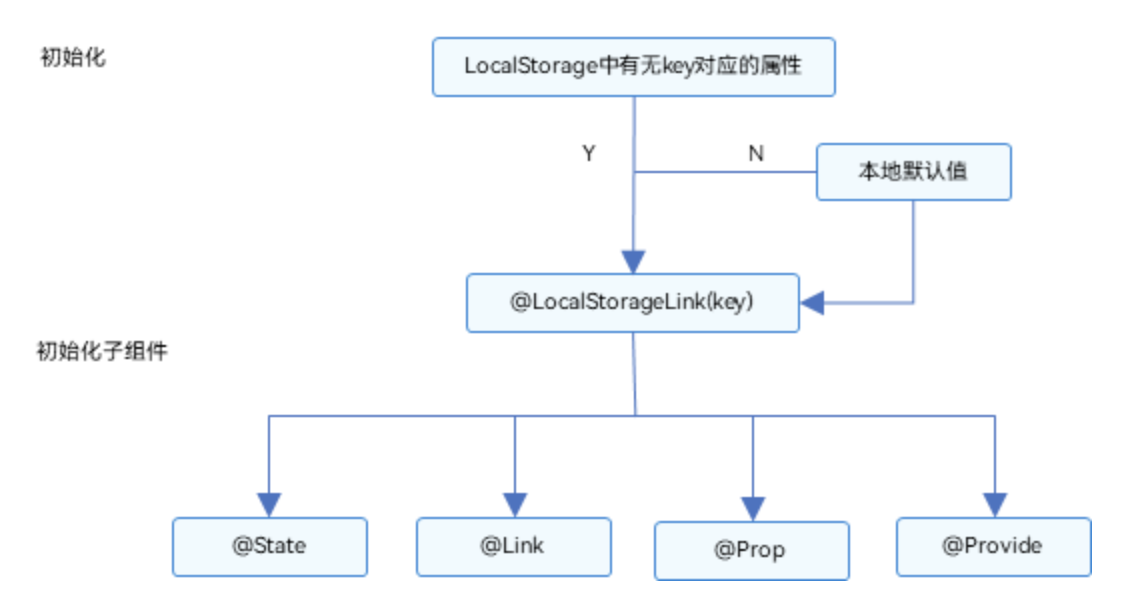 初始化
LocalStorage中有无key对应的属性
Y
N
本地默认值
@LocalStorageLink(key)
初始化子组件
@State
@Link
@Prop
@Provide